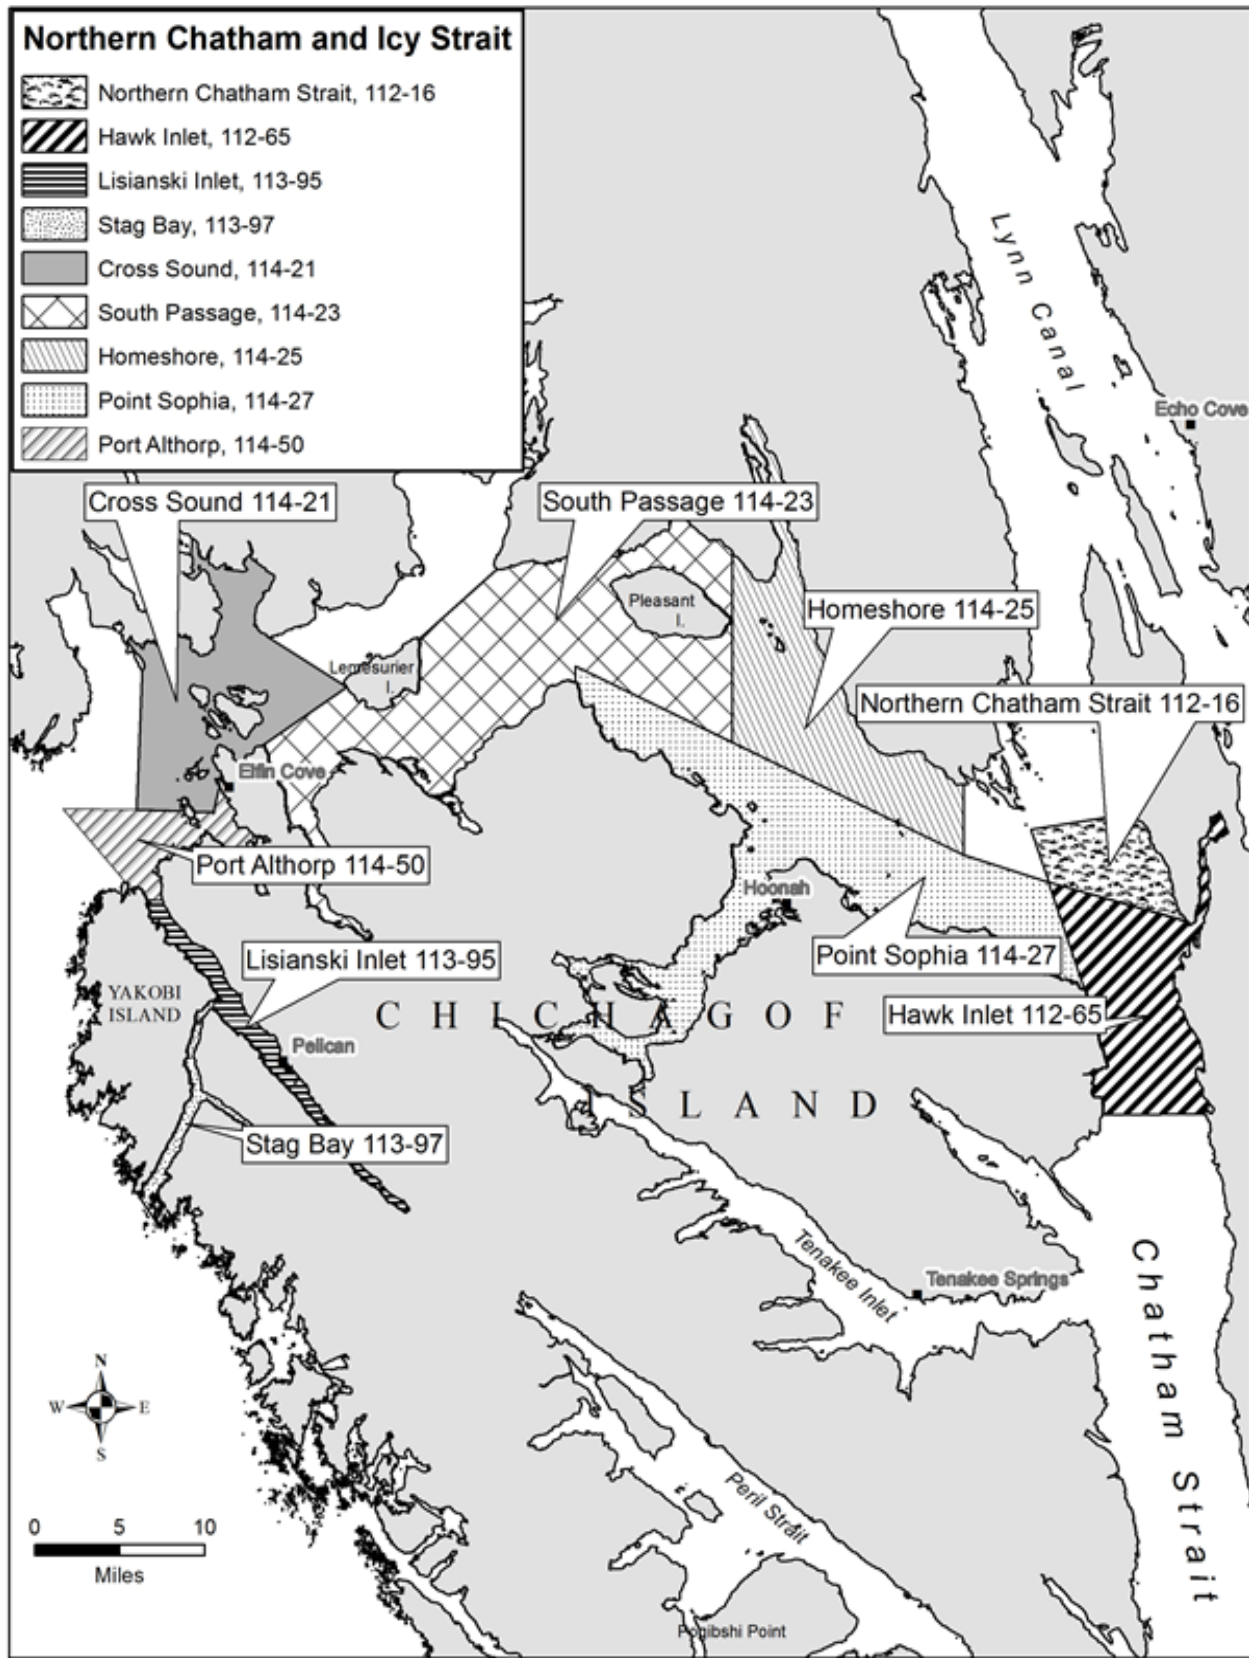 Northern Chatham and Icy Strait
Northern Chatham Strait, 112-16
Hawk Inlet, 112-65
Lisianski Inlet, 113-95
Stag Bay, 113-97
Cross Sound, 114-21
South Passage, 114-23
Homeshore, 114-25
Point Sophia, 114-27
Port Althorp, 114-50
Lynn Canal
Echo Cove
Cross Sound 114-21
South Passage 114-23
Pleasant
I.
Homeshore 114-25
Lemesurier
I.
Northern Chatham Strait 112-16
Elfin Cove
Port Althorp 114-50
Hoonah
Lisianski Inlet 113-95
Point Sophia 114-27
YAKOBI
ISLAND
CHICHAGOF
Hawk Inlet 112-65
Pelican
ISLAND
Stag Bay 113-97
Tenakee Inlet
Tenakee Springs
Chatham Strait
N
W E
S
Peril Strait
0 5 10
Miles
Pogibshi Point